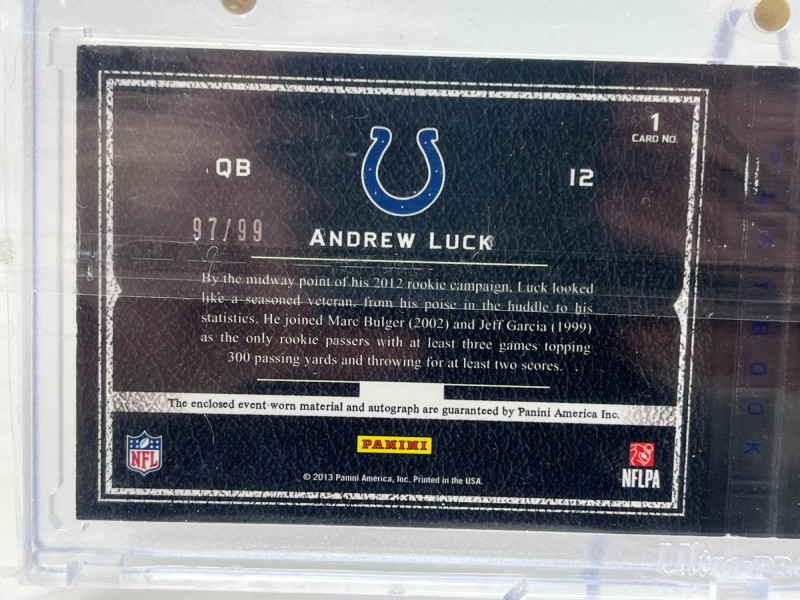 1
CARD NO.
QB
12
97/99
ANDREW LUCK
By the midway point of his 2012 rookie campaign, Luck looked
like a seasoned veteran, from his poise in the huddle to his
statistics. He joined Marc Bulger (2002) and Jeff Garcia (1999)
as the only rookie passers with at least three games topping
300 passing yards and throwing for at least two scores.
The enclosed event-worn material and autograph are guaranteed by Panini America, Inc.
NFL
PANINI
NFLPA
© 2013 Panini America, Inc. Printed in the USA.
Ultra-PRO